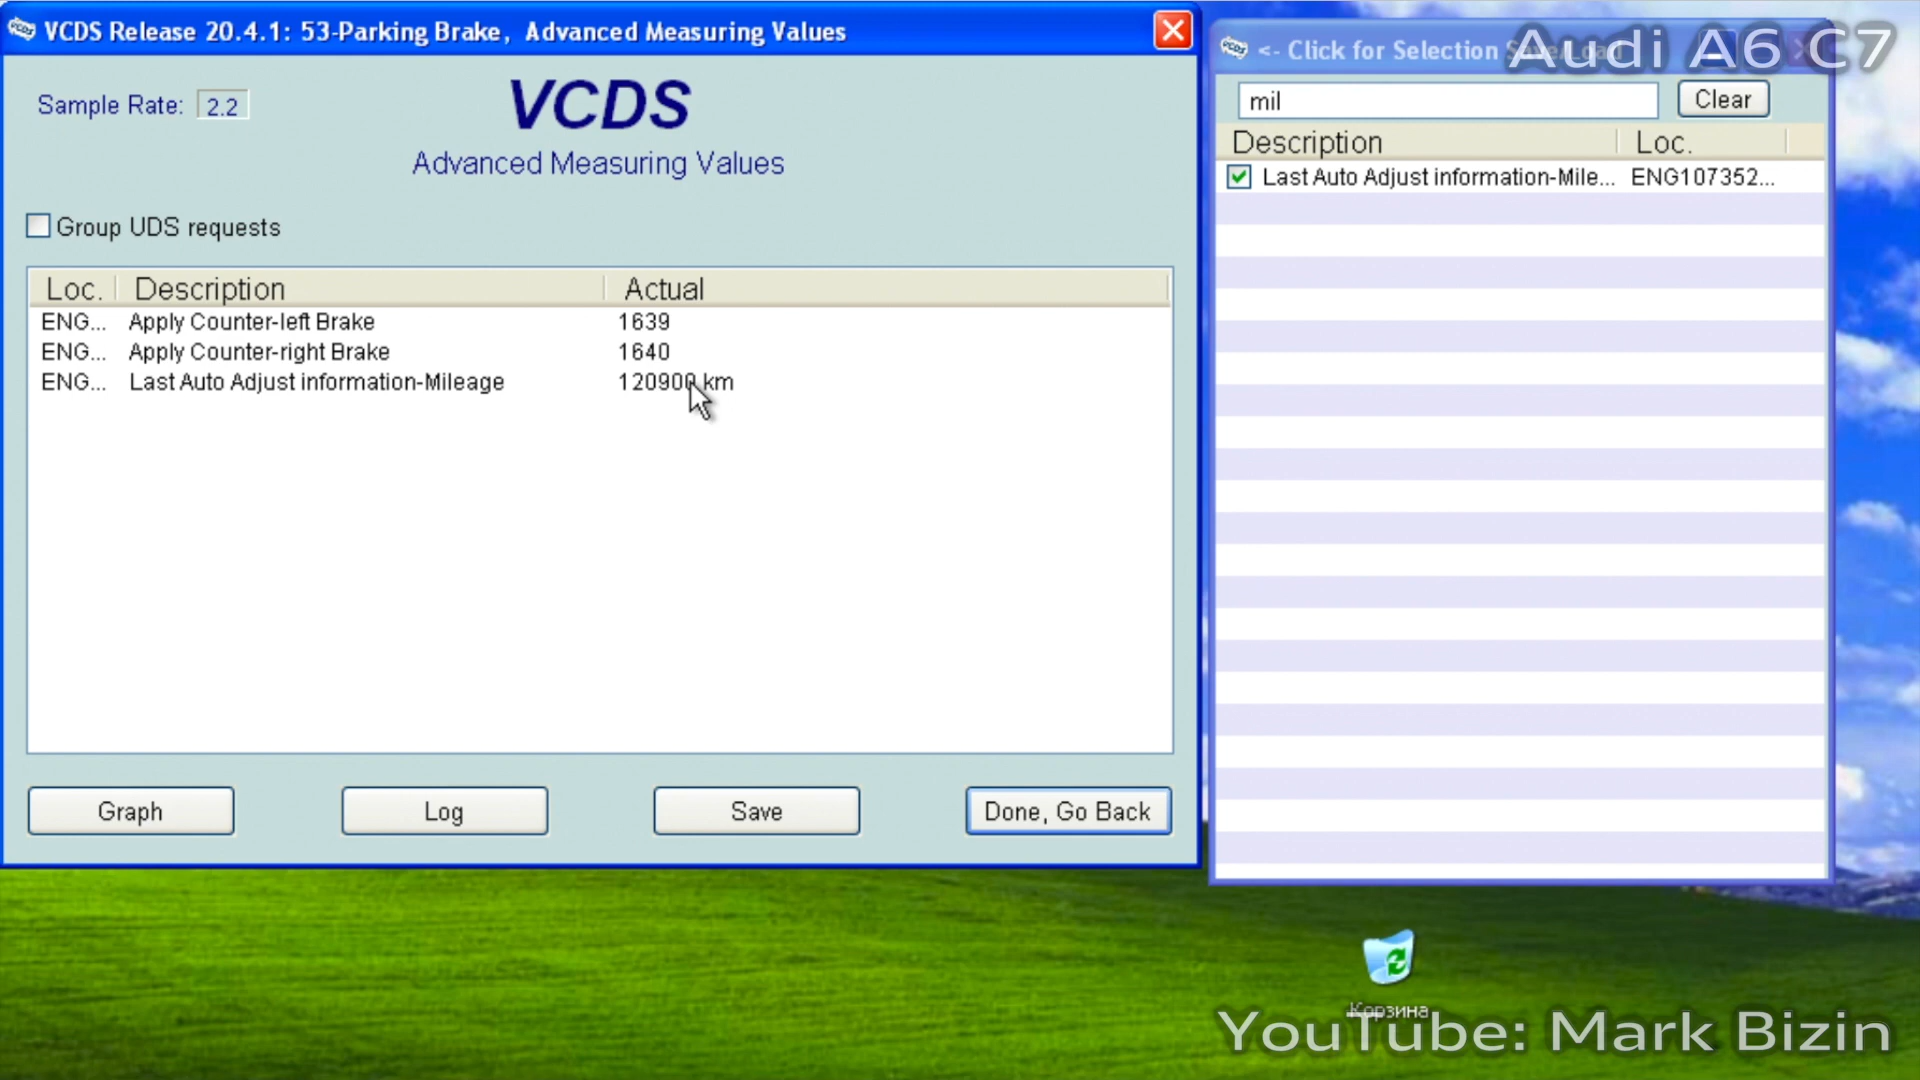 VCDS Release 20.4.1: 53-Parking Brake, Advanced Measuring Values
Sample Rate: 2.2
VCDS
Advanced Measuring Values
Group UDS requests
Loc. Description Actual
ENG... Apply Counter-left Brake 1639
ENG... Apply Counter-right Brake 1640
ENG... Last Auto Adjust information-Mileage 120900 km
Graph Log Save Done, Go Back
<- Click for Selection Save/Load
Audi A6 C7
mil Clear
Description Loc.
Last Auto Adjust information-Mile... ENG107352...
Корзина
YouTube: Mark Bizin